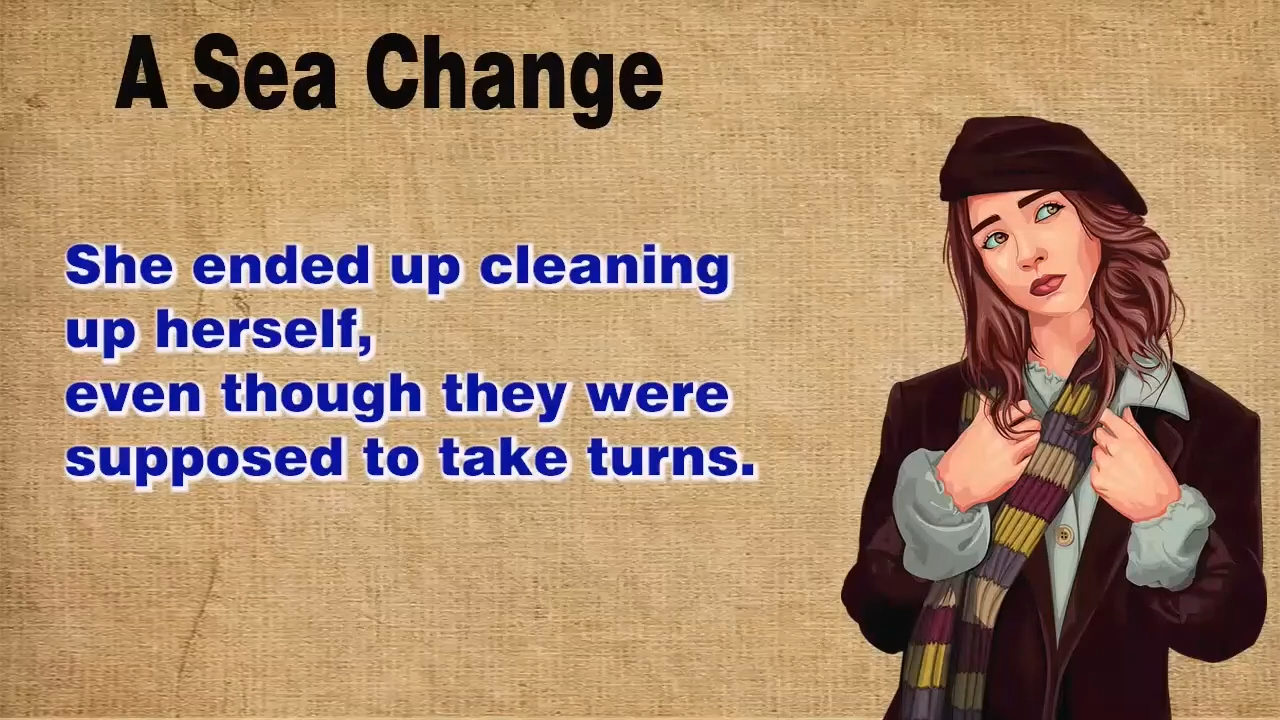 A Sea Change
She ended up cleaning
up herself,
even though they were
supposed to take turns.